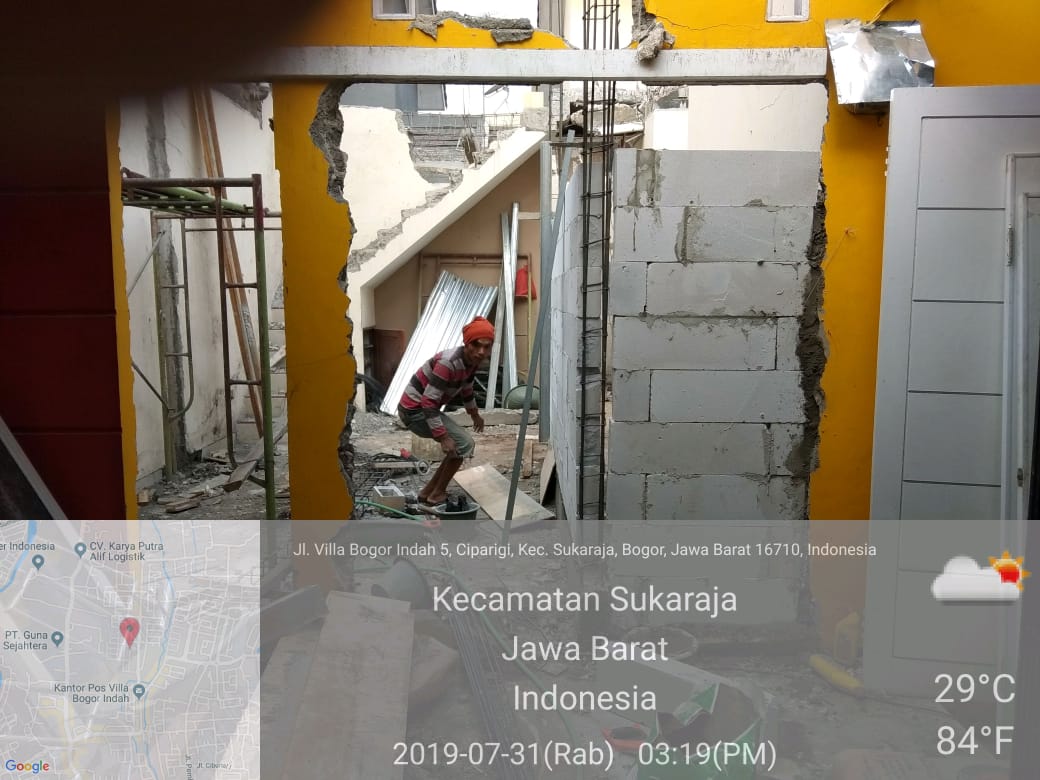 Jl. Villa Bogor Indah 5, Ciparigi, Kec. Sukaraja, Bogor, Jawa Barat 16710, Indonesia
Kecamatan Sukaraja
Jawa Barat
Indonesia
2019-07-31(Rab) 03:19(PM)
29°C
84°F
er Indonesia
CV. Karya Putra
Alif Logistik
PT. Guna
Sejahtera
Kantor Pos Villa
Bogor Indah
Google